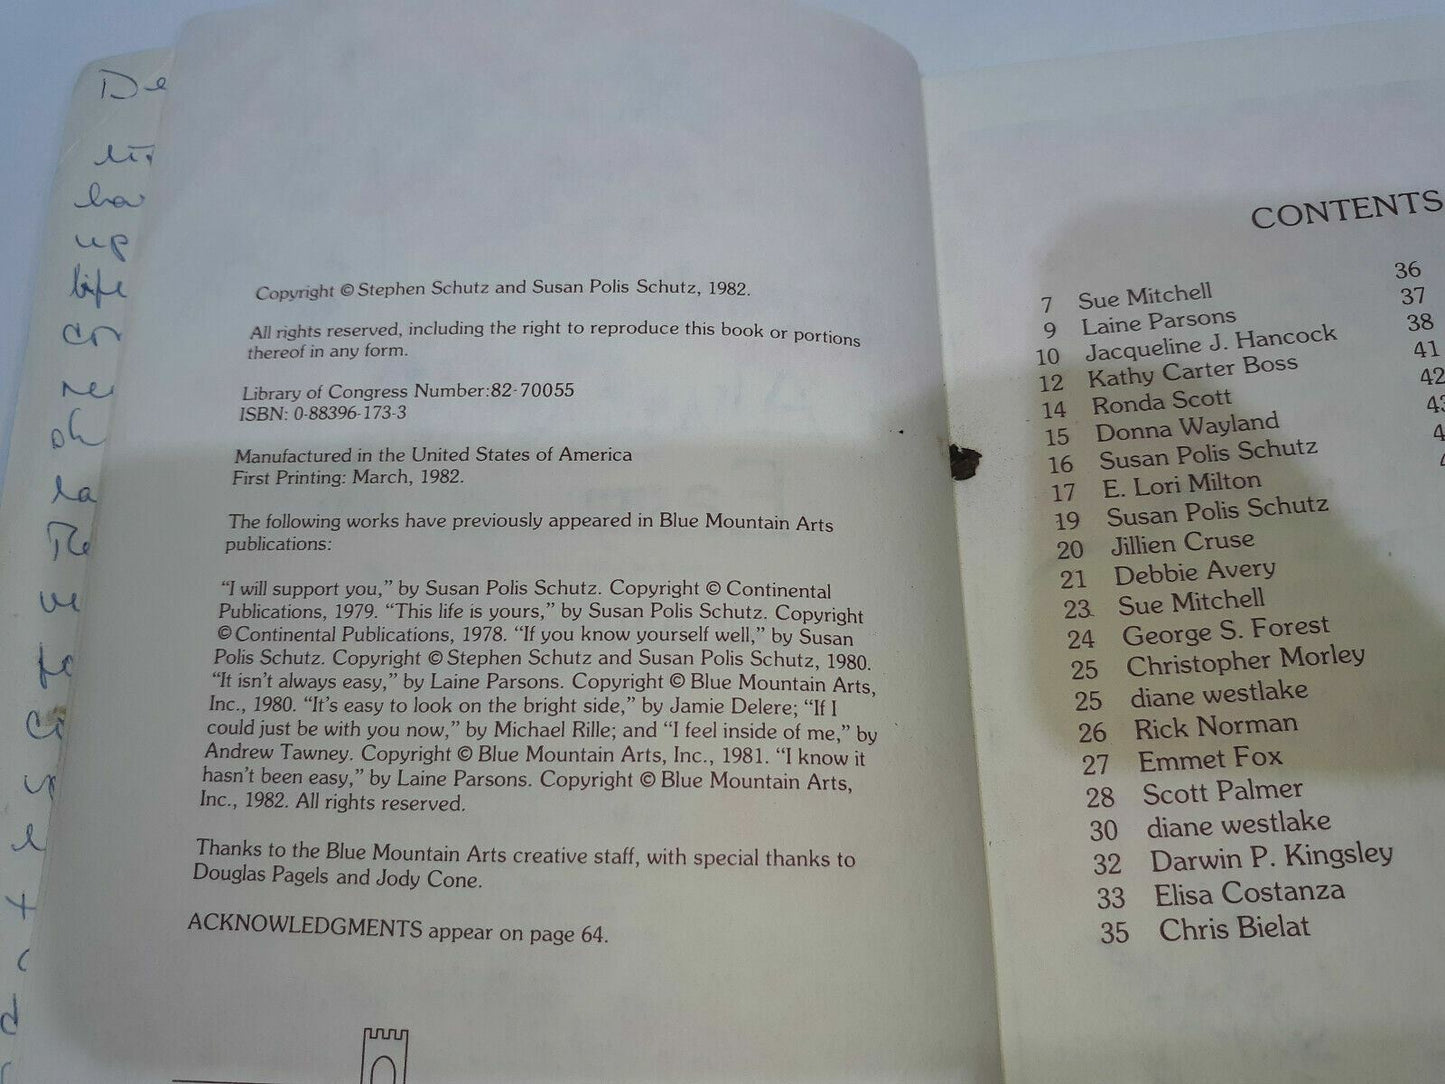 De
ha
up
life
Copyright © Stephen Schutz and Susan Polis Schutz, 1982.
All rights reserved, including the right to reproduce this book or portions
thereof in any form.
Library of Congress Number:82-70055
ISBN: 0-88396-173-3
Manufactured in the United States of America
First Printing: March, 1982.
The following works have previously appeared in Blue Mountain Arts
publications:
“I will support you,” by Susan Polis Schutz. Copyright © Continental
Publications, 1979. “This life is yours,” by Susan Polis Schutz. Copyright
© Continental Publications, 1978. “If you know yourself well,” by Susan
Polis Schutz. Copyright © Stephen Schutz and Susan Polis Schutz, 1980.
“It isn’t always easy,” by Laine Parsons. Copyright © Blue Mountain Arts,
Inc., 1980. “It’s easy to look on the bright side,” by Jamie Delere; “If I
could just be with you now,” by Michael Rille; and “I feel inside of me,” by
Andrew Tawney. Copyright © Blue Mountain Arts, Inc., 1981. “I know it
hasn’t been easy,” by Laine Parsons. Copyright © Blue Mountain Arts,
Inc., 1982. All rights reserved.
Thanks to the Blue Mountain Arts creative staff, with special thanks to
Douglas Pagels and Jody Cone.
ACKNOWLEDGMENTS appear on page 64.
CONTENTS
7 Sue Mitchell
9 Laine Parsons
10 Jacqueline J. Hancock
12 Kathy Carter Boss
14 Ronda Scott
15 Donna Wayland
16 Susan Polis Schutz
17 E. Lori Milton
19 Susan Polis Schutz
20 Jillien Cruse
21 Debbie Avery
23 Sue Mitchell
24 George S. Forest
25 Christopher Morley
25 diane westlake
26 Rick Norman
27 Emmet Fox
28 Scott Palmer
30 diane westlake
32 Darwin P. Kingsley
33 Elisa Costanza
35 Chris Bielat
36
37
38
41
42